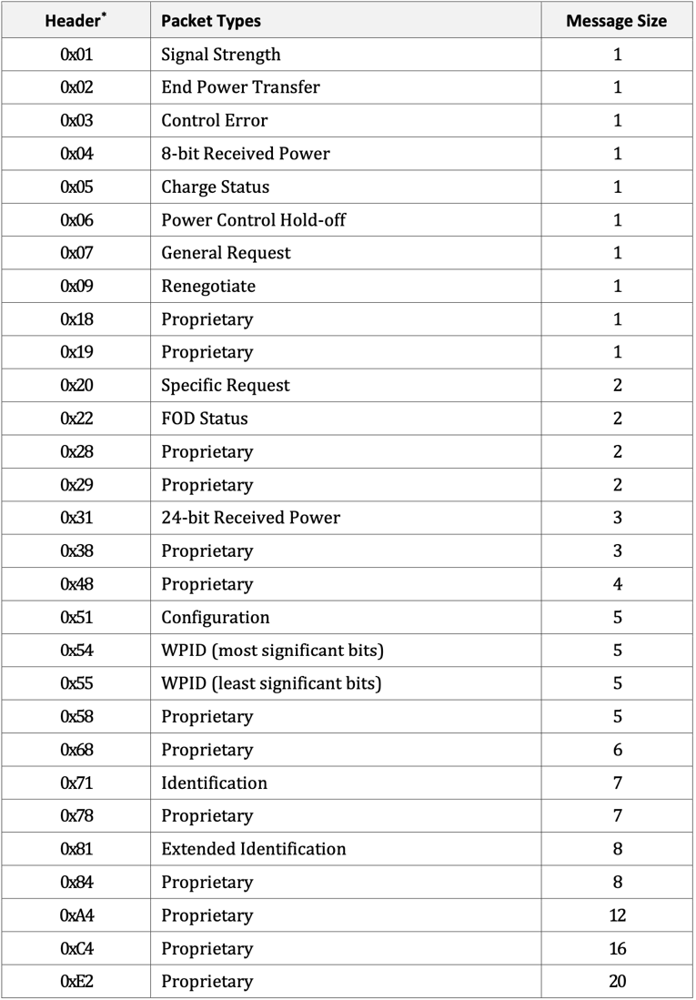 Header* Packet Types Message Size
0x01 Signal Strength 1
0x02 End Power Transfer 1
0x03 Control Error 1
0x04 8-bit Received Power 1
0x05 Charge Status 1
0x06 Power Control Hold-off 1
0x07 General Request 1
0x09 Renegotiate 1
0x18 Proprietary 1
0x19 Proprietary 1
0x20 Specific Request 2
0x22 FOD Status 2
0x28 Proprietary 2
0x29 Proprietary 2
0x31 24-bit Received Power 3
0x38 Proprietary 3
0x48 Proprietary 4
0x51 Configuration 5
0x54 WPID (most significant bits) 5
0x55 WPID (least significant bits) 5
0x58 Proprietary 5
0x68 Proprietary 6
0x71 Identification 7
0x78 Proprietary 7
0x81 Extended Identification 8
0x84 Proprietary 8
0xA4 Proprietary 12
0xC4 Proprietary 16
0xE2 Proprietary 20